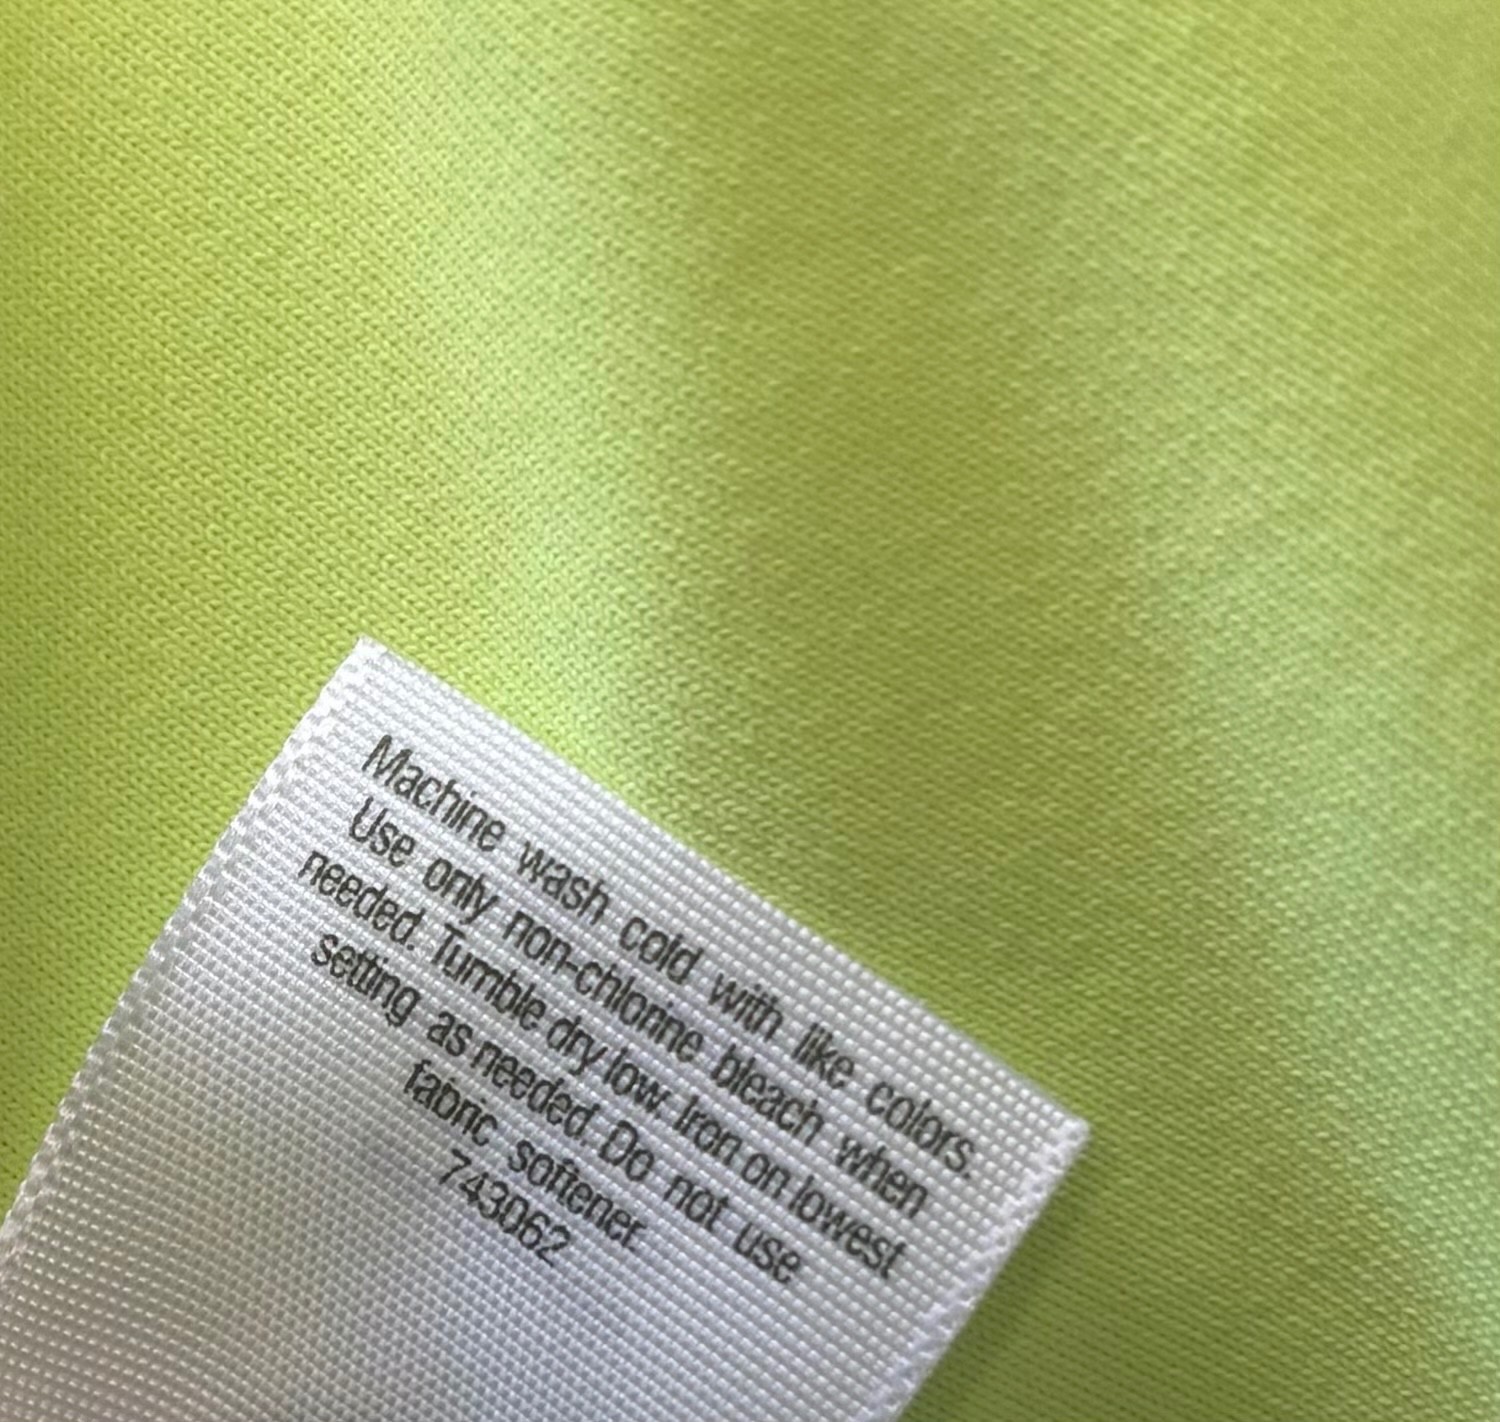 Machine wash cold with like colors.
Use only non-chlorine bleach when
needed. Tumble dry low. Iron on lowest
setting as needed. Do not use
fabric softener.
743062